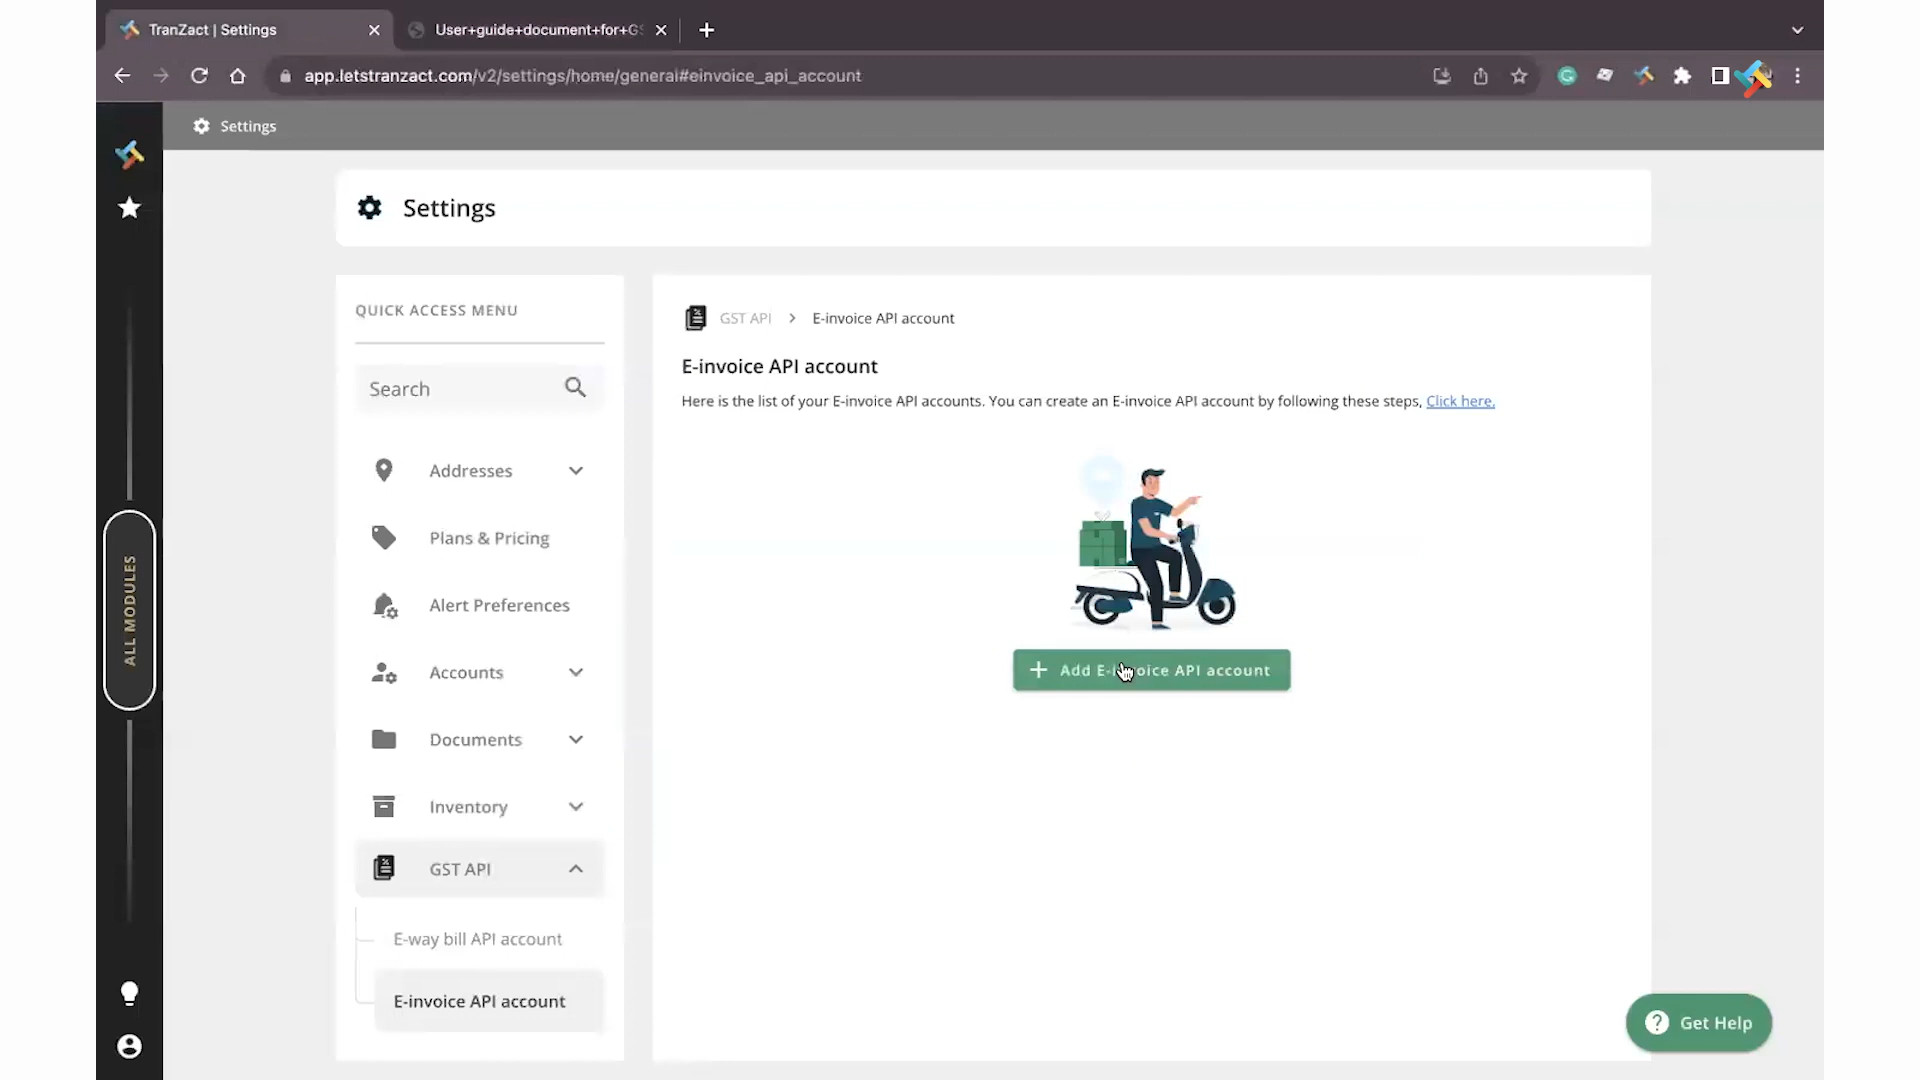 TranZact | Settings
User+guide+document+for+GS
app.letstranzact.com/v2/settings/home/general#einvoice_api_account
Settings
Settings
QUICK ACCESS MENU
Search
Addresses
Plans & Pricing
Alert Preferences
Accounts
Documents
Inventory
GST API
E-way bill API account
E-invoice API account
ALL MODULES
GST API > E-invoice API account
E-invoice API account
Here is the list of your E-invoice API accounts. You can create an E-invoice API account by following these steps, Click here.
+ Add E-invoice API account
? Get Help